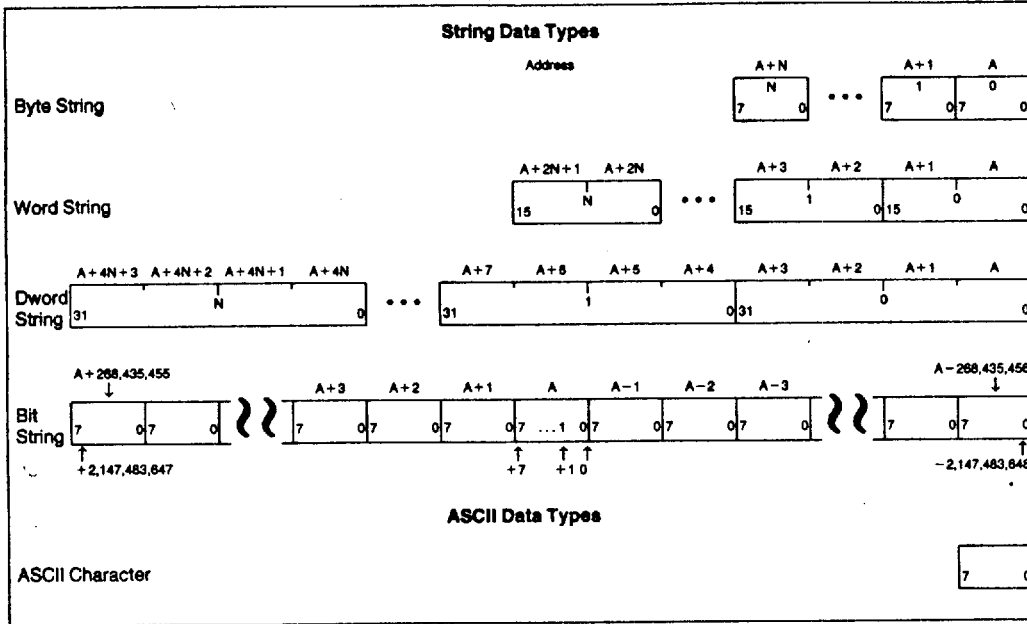 String Data Types
Address
A+N A+1 A
Byte String
N ••• 1 0
7 0 7 0 7 0
A+2N+1 A+2N A+3 A+2 A+1 A
Word String
N ••• 1 0
15 0 15 0 15 0
A+4N+3 A+4N+2 A+4N+1 A+4N A+7 A+6 A+5 A+4 A+3 A+2 A+1 A
Dword
String
N ••• 1 0
31 0 31 0 31 0
A+268,435,455 A−268,435,456
A+3 A+2 A+1 A A−1 A−2 A−3
Bit
String
7 0 7 0 7 0 7 0 7 0 7 ...1 0 7 0 7 0 7 0 7 0 7 0
+2,147,483,647 +7 +1 0 −2,147,483,648
ASCII Data Types
ASCII Character
7 0